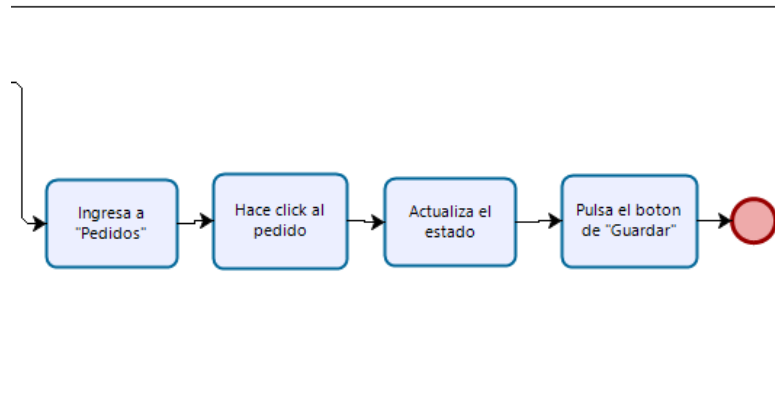 Ingresa a
"Pedidos"
Hace click al
pedido
Actualiza el
estado
Pulsa el boton
de "Guardar"